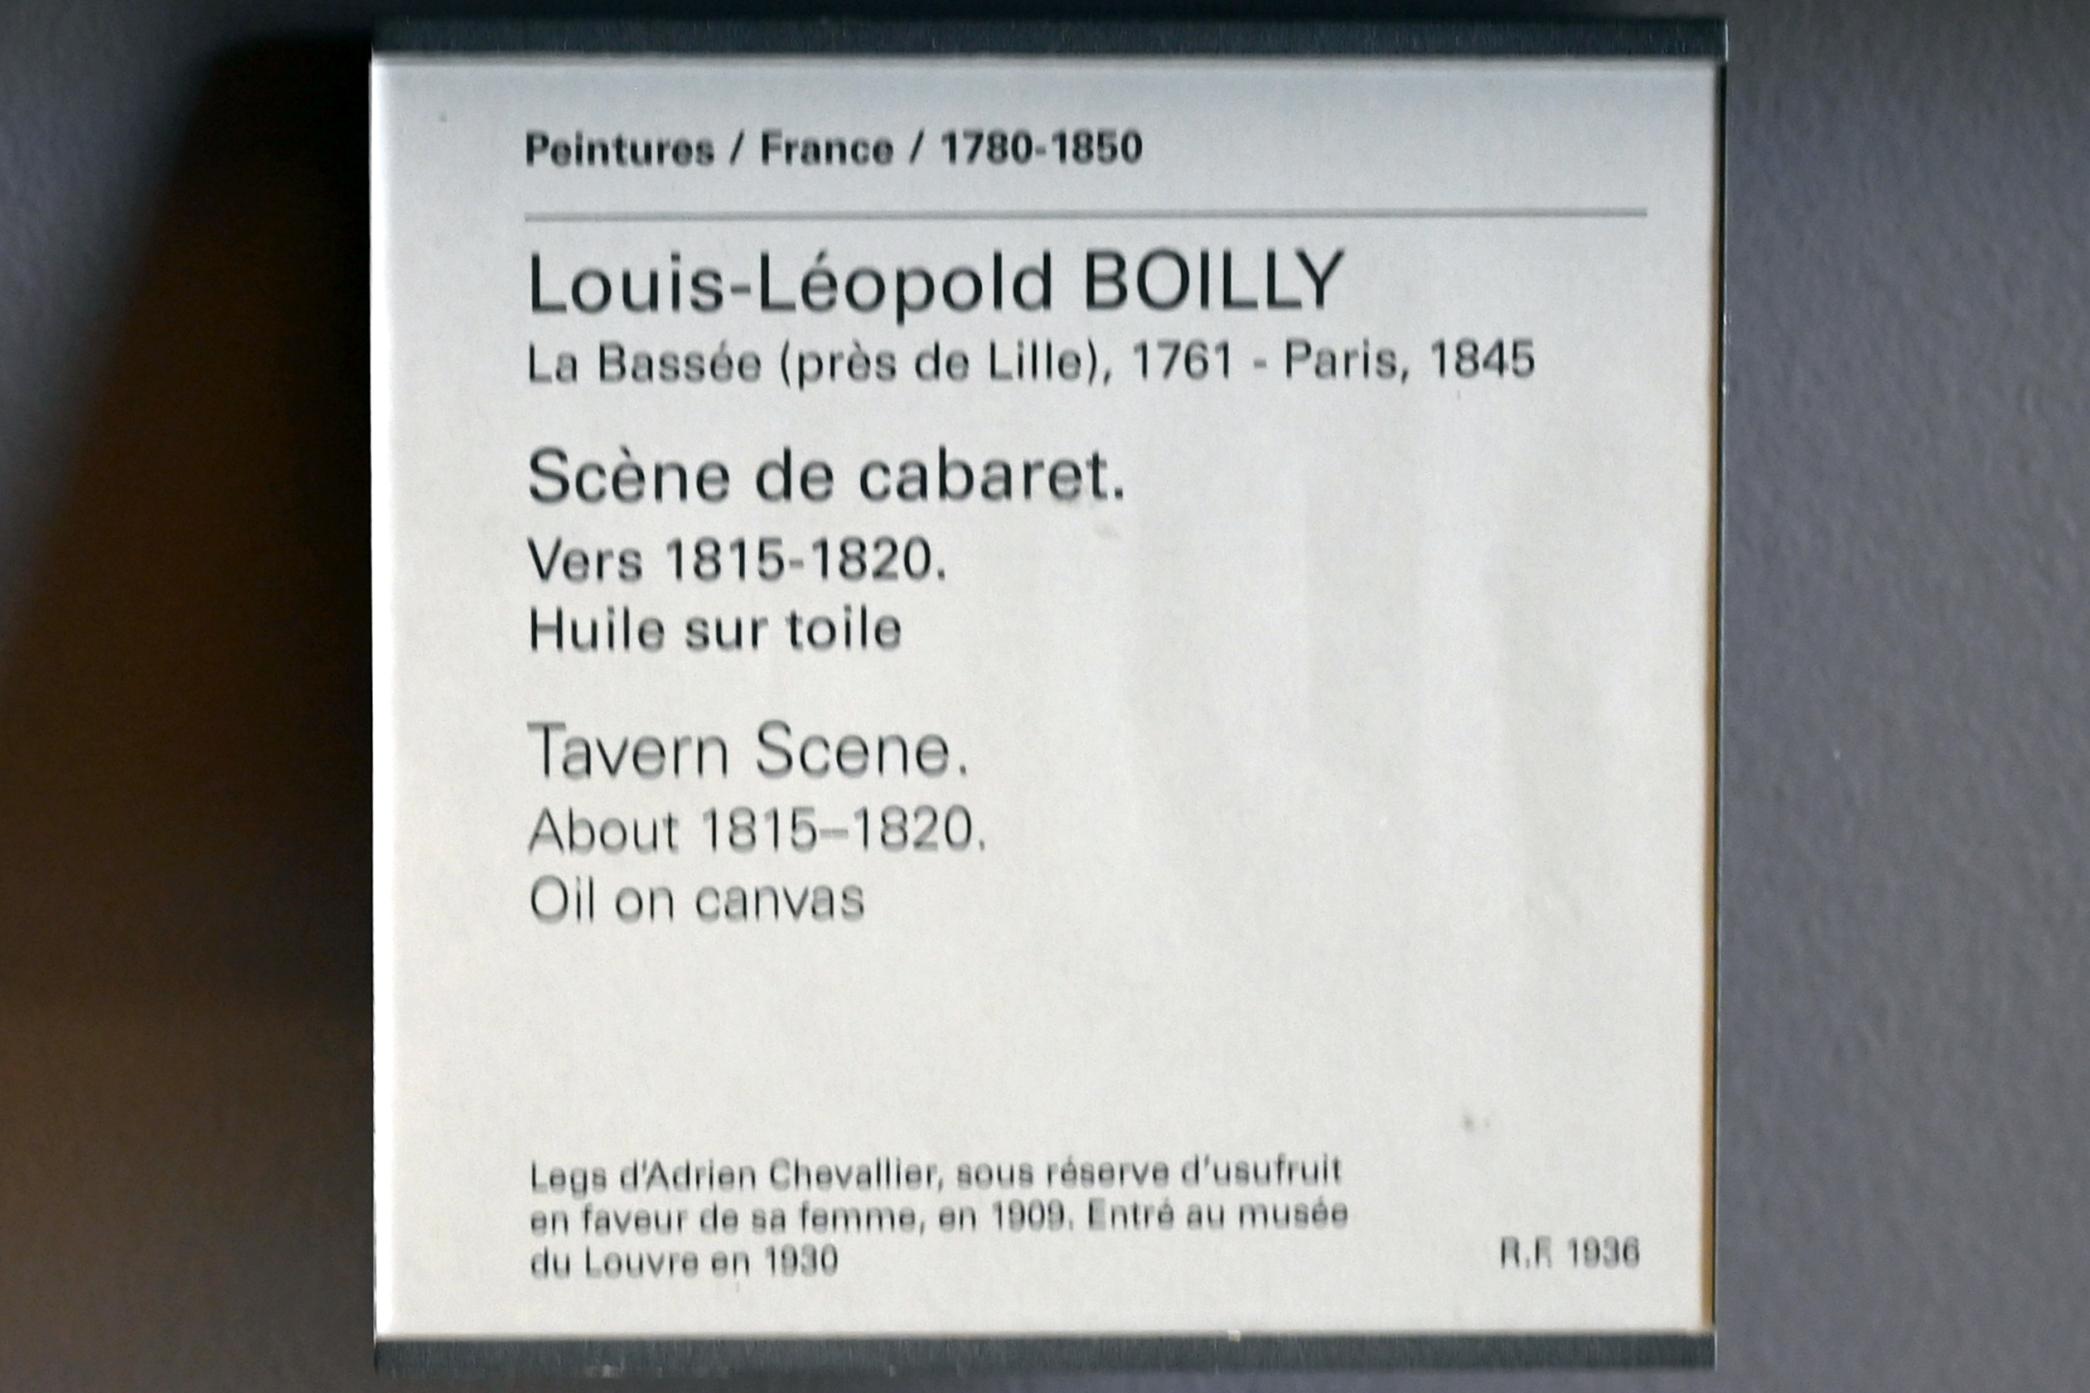 Peintures / France / 1780-1850
Louis-Léopold BOILLY
La Bassée (près de Lille), 1761 - Paris, 1845
Scène de cabaret.
Vers 1815-1820.
Huile sur toile
Tavern Scene.
About 1815–1820.
Oil on canvas
Legs d'Adrien Chevallier, sous réserve d'usufruit
en faveur de sa femme, en 1909. Entré au musée
du Louvre en 1930
R.F. 1936